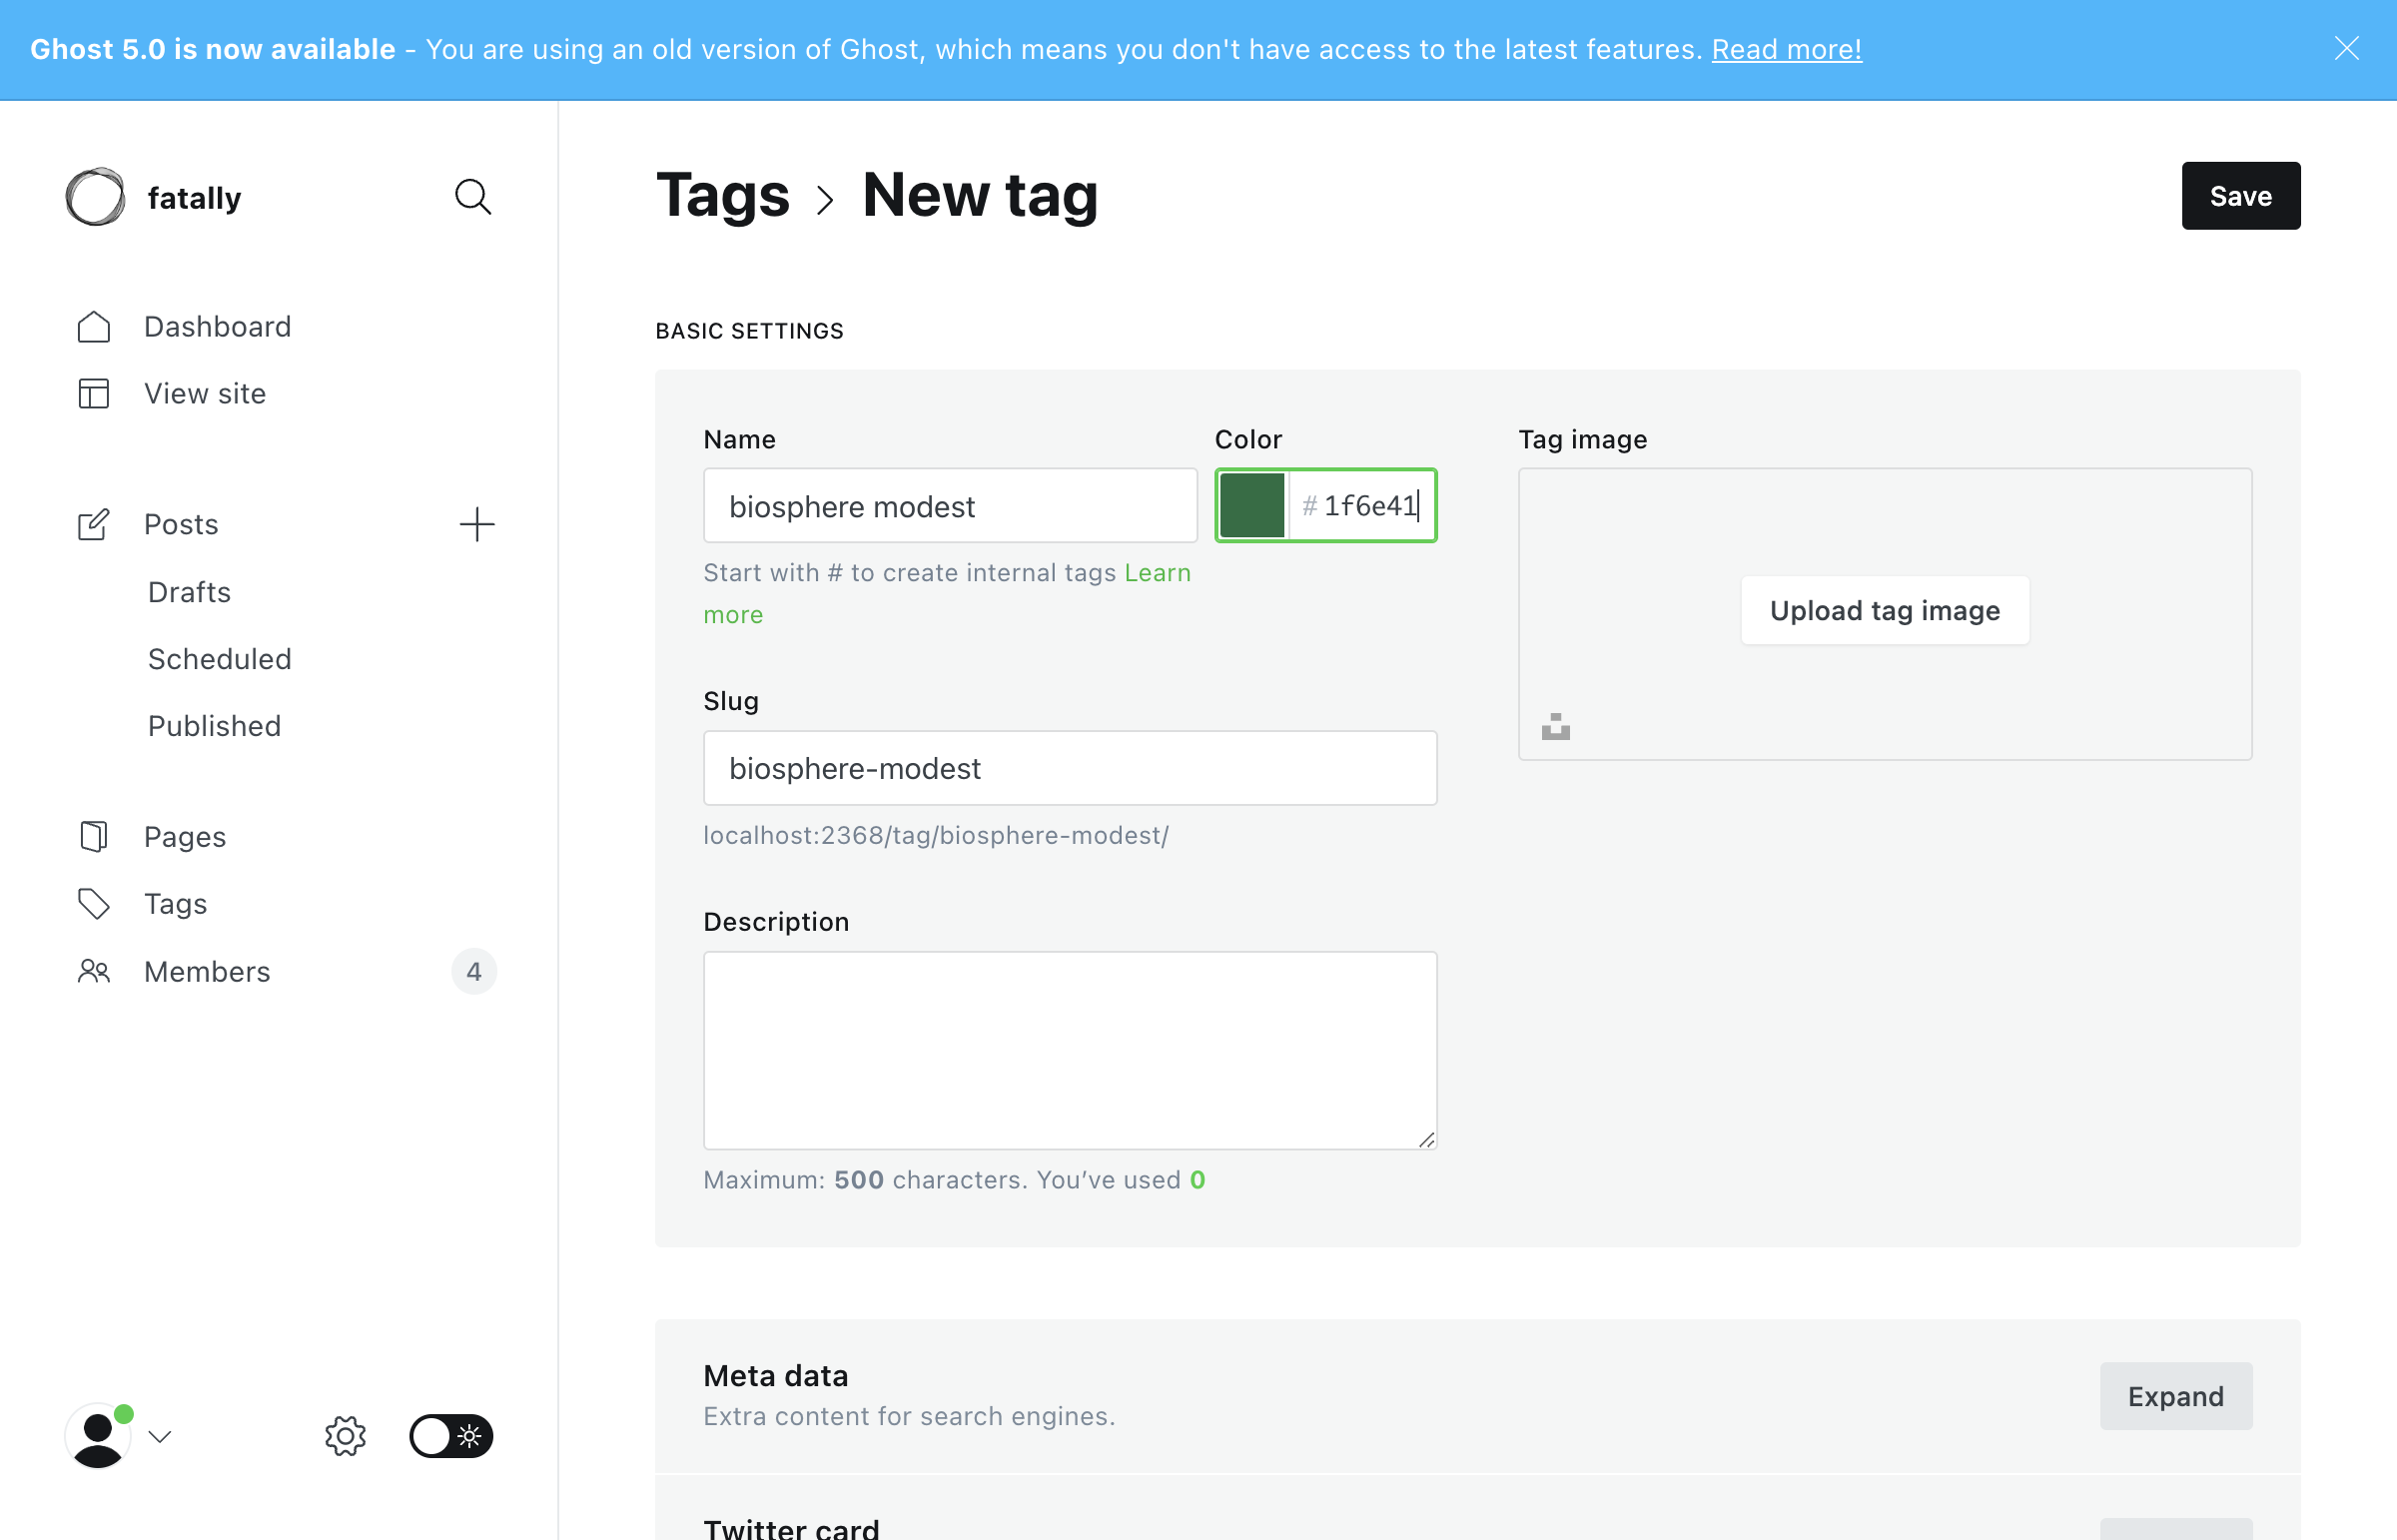 Ghost 5.0 is now available - You are using an old version of Ghost, which means you don't have access to the latest features. Read more!
fatally
Dashboard
View site
Posts
Drafts
Scheduled
Published
Pages
Tags
Members 4
Tags > New tag
Save
BASIC SETTINGS
Name
biosphere modest
Start with # to create internal tags Learn
more
Color
# 1f6e41
Slug
biosphere-modest
localhost:2368/tag/biosphere-modest/
Description
Maximum: 500 characters. You’ve used 0
Tag image
Upload tag image
Meta data
Extra content for search engines.
Expand
Twitter card